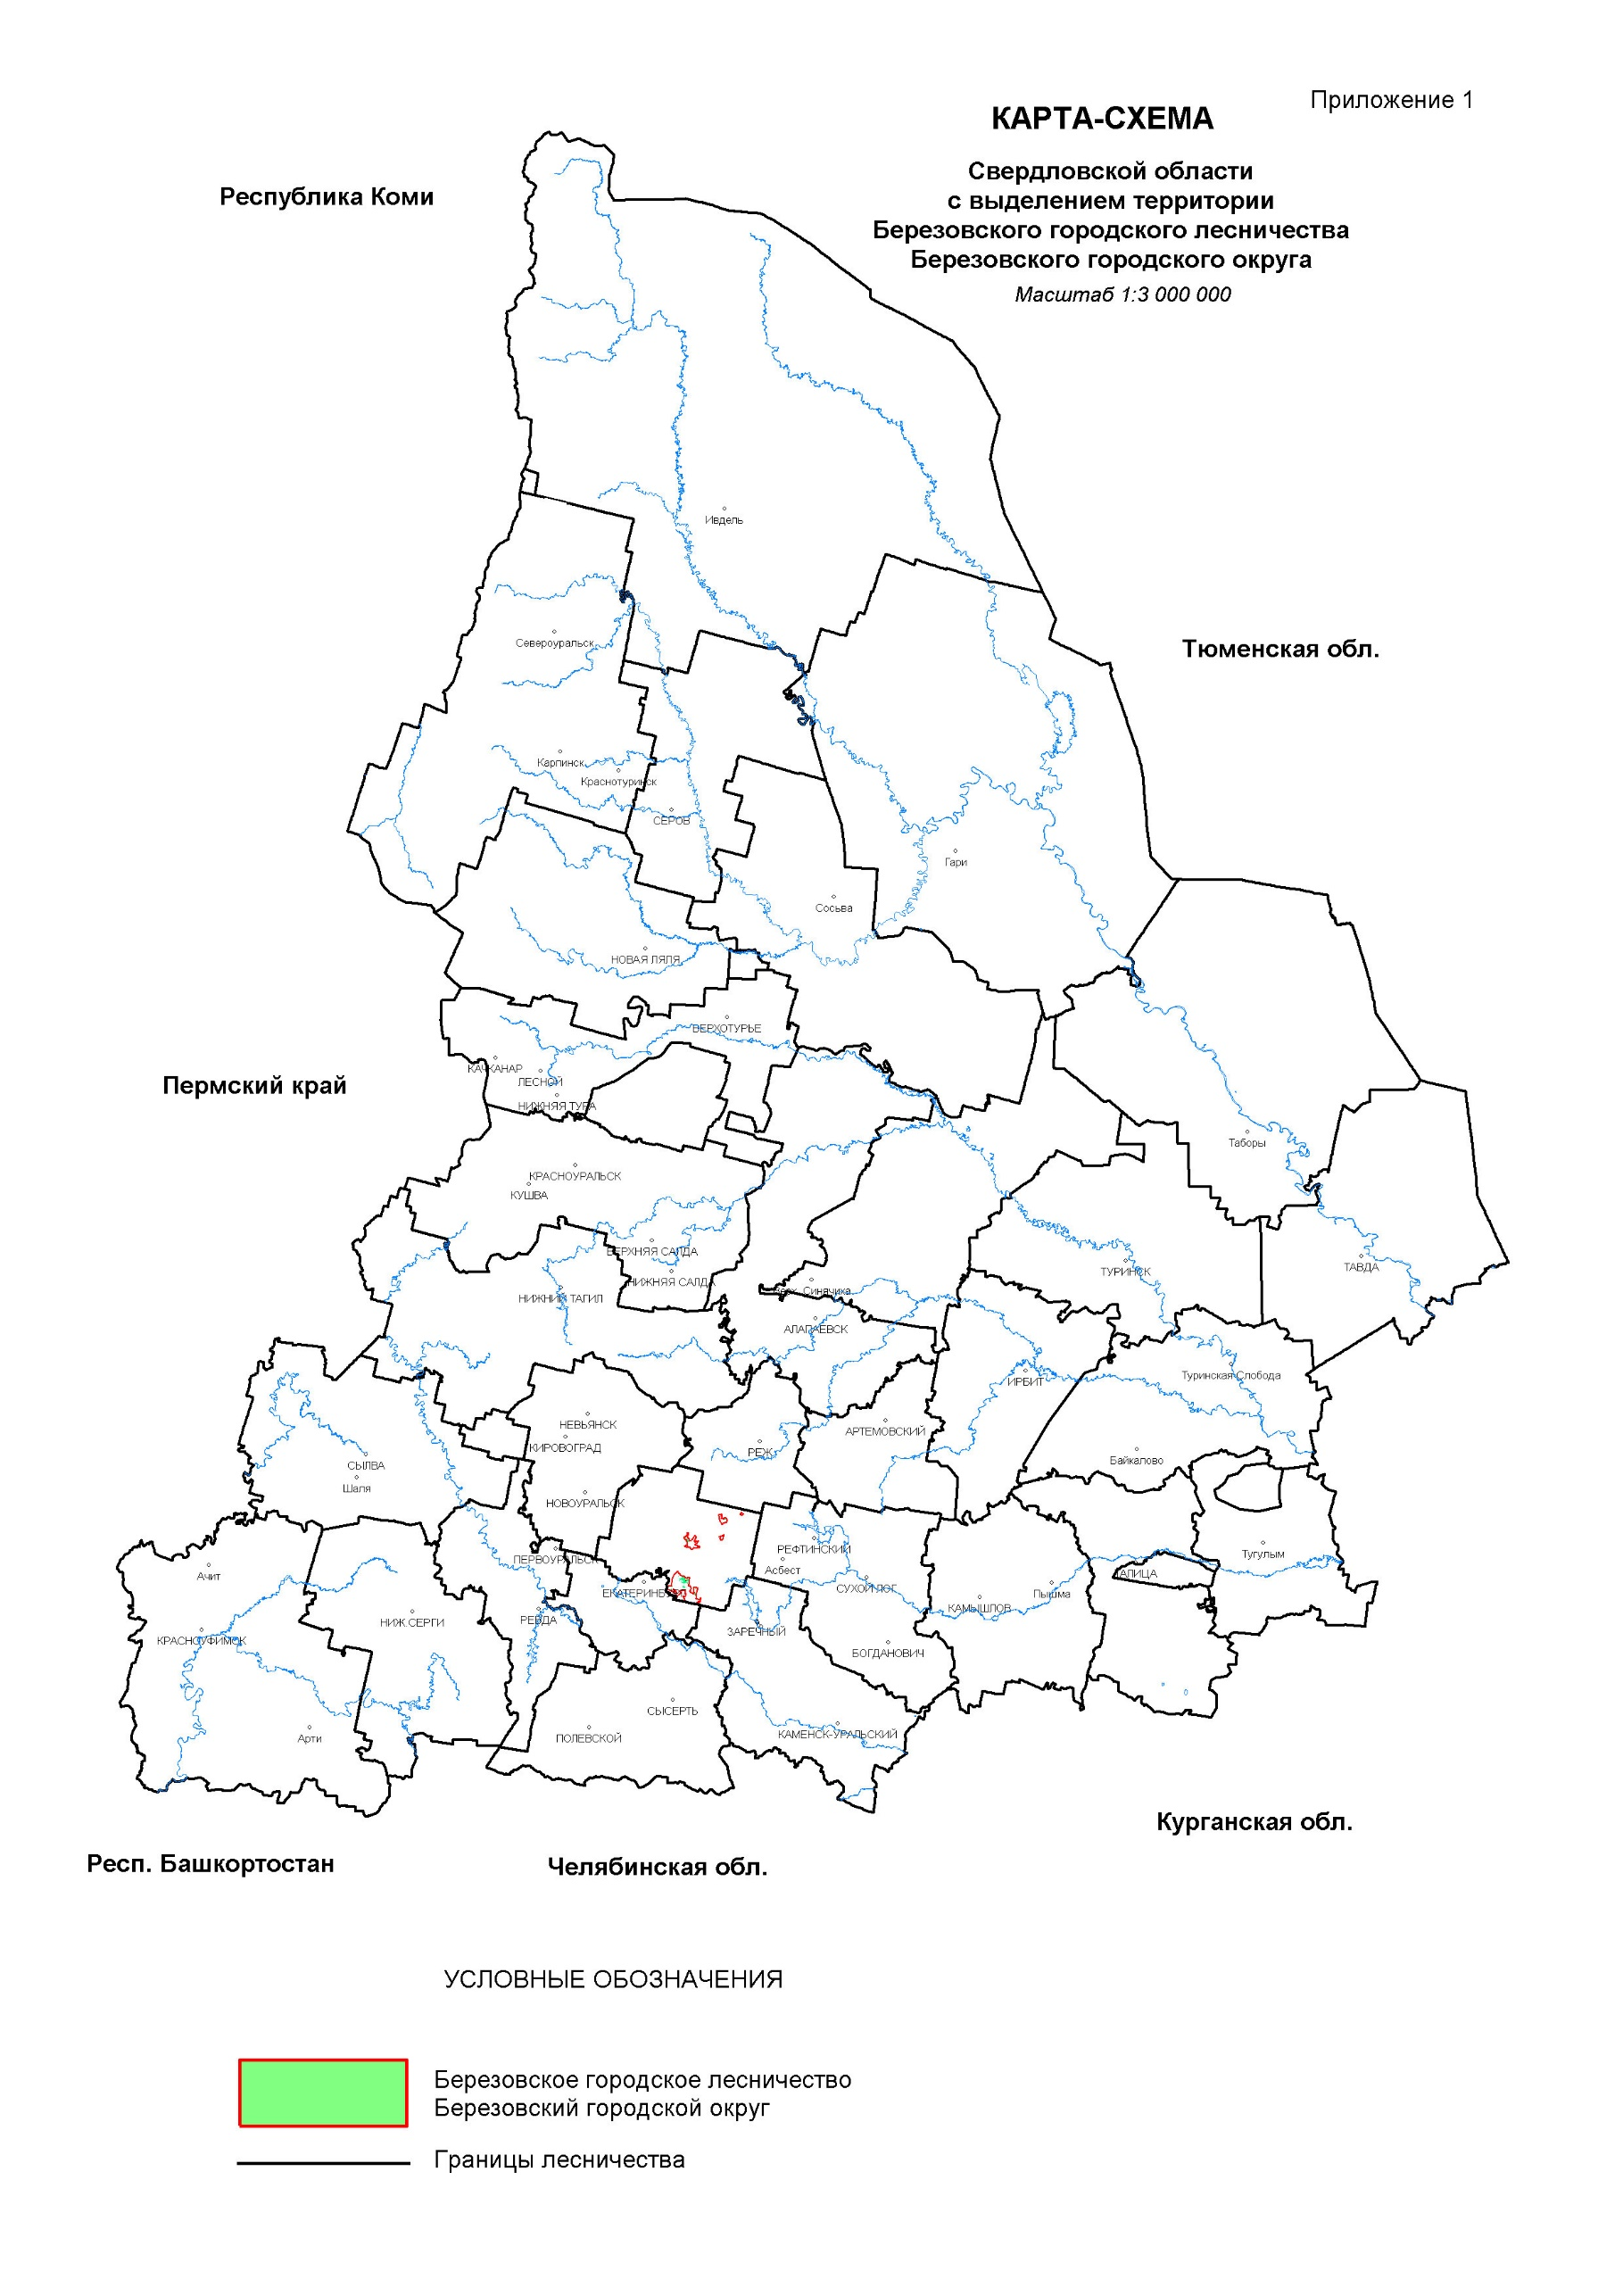 Приложение 1
КАРТА-СХЕМА
Свердловской области
с выделением территории
Березовского городского лесничества
Березовского городского округа
Масштаб 1:3 000 000
Республика Коми
Ивдель
Североуральск
Тюменская обл.
Карпинск
Краснотурьинск
СЕРОВ
Гари
Сосьва
НОВАЯ ЛЯЛЯ
ВЕРХОТУРЬЕ
КАЧКАНАР
ЛЕСНОЙ
Пермский край
НИЖНЯЯ ТУРА
Таборы
КРАСНОУРАЛЬСК
КУШВА
ВЕРХНЯЯ САЛДА
ТАВДА
ТУРИНСК
НИЖНЯЯ САЛДА
Верх. Синячиха
НИЖНИЙ ТАГИЛ
АЛАПАЕВСК
Туринская Слобода
ИРБИТ
НЕВЬЯНСК
АРТЕМОВСКИЙ
КИРОВОГРАД
РЕЖ
Байкалово
СЫЛВА
Шаля
НОВОУРАЛЬСК
РЕФТИНСКИЙ
Тугулым
ПЕРВОУРАЛЬСК
Асбест
ТАЛИЦА
Ачит
СУХОЙ ЛОГ
ЕКАТЕРИНБУРГ
Пышма
КАМЫШЛОВ
РЕВДА
НИЖ.СЕРГИ
ЗАРЕЧНЫЙ
КРАСНОУФИМСК
БОГДАНОВИЧ
СЫСЕРТЬ
КАМЕНСК-УРАЛЬСКИЙ
Арти
ПОЛЕВСКОЙ
Курганская обл.
Респ. Башкортостан
Челябинская обл.
УСЛОВНЫЕ ОБОЗНАЧЕНИЯ
Березовское городское лесничество
Березовский городской округ
Границы лесничества